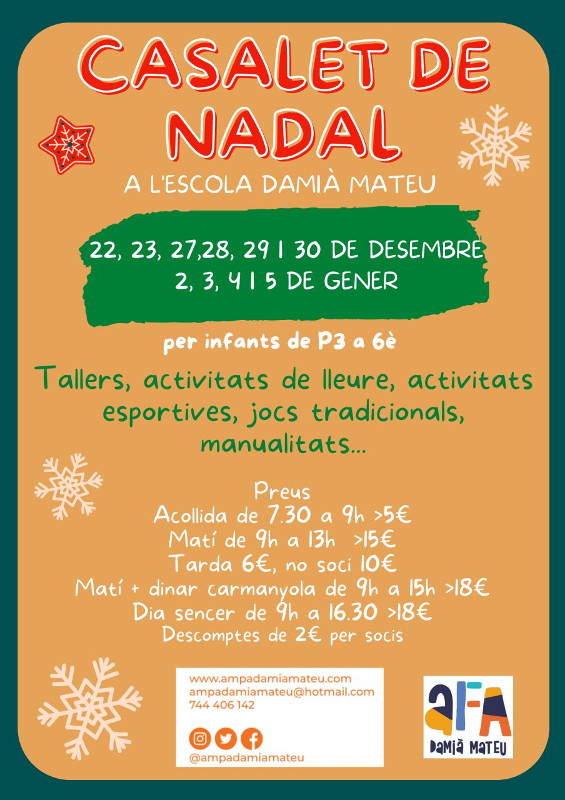 CASALET DE
NADAL
A L'ESCOLA DAMIÀ MATEU
22, 23, 27,28, 29 I 30 DE DESEMBRE
2, 3, 4 I 5 DE GENER
per infants de P3 a 6è
Tallers, activitats de lleure, activitats
esportives, jocs tradicionals,
manualitats...
Preus
Acollida de 7.30 a 9h >5€
Matí de 9h a 13h >15€
Tarda 6€, no soci 10€
Matí + dinar carmanyola de 9h a 15h >18€
Dia sencer de 9h a 16.30 >18€
Descomptes de 2€ per socis
www.ampadamiamateu.com
ampadamiamateu@hotmail.com
744 406 142
@ampadamiamateu
aFA
DAMIÀ MATEU